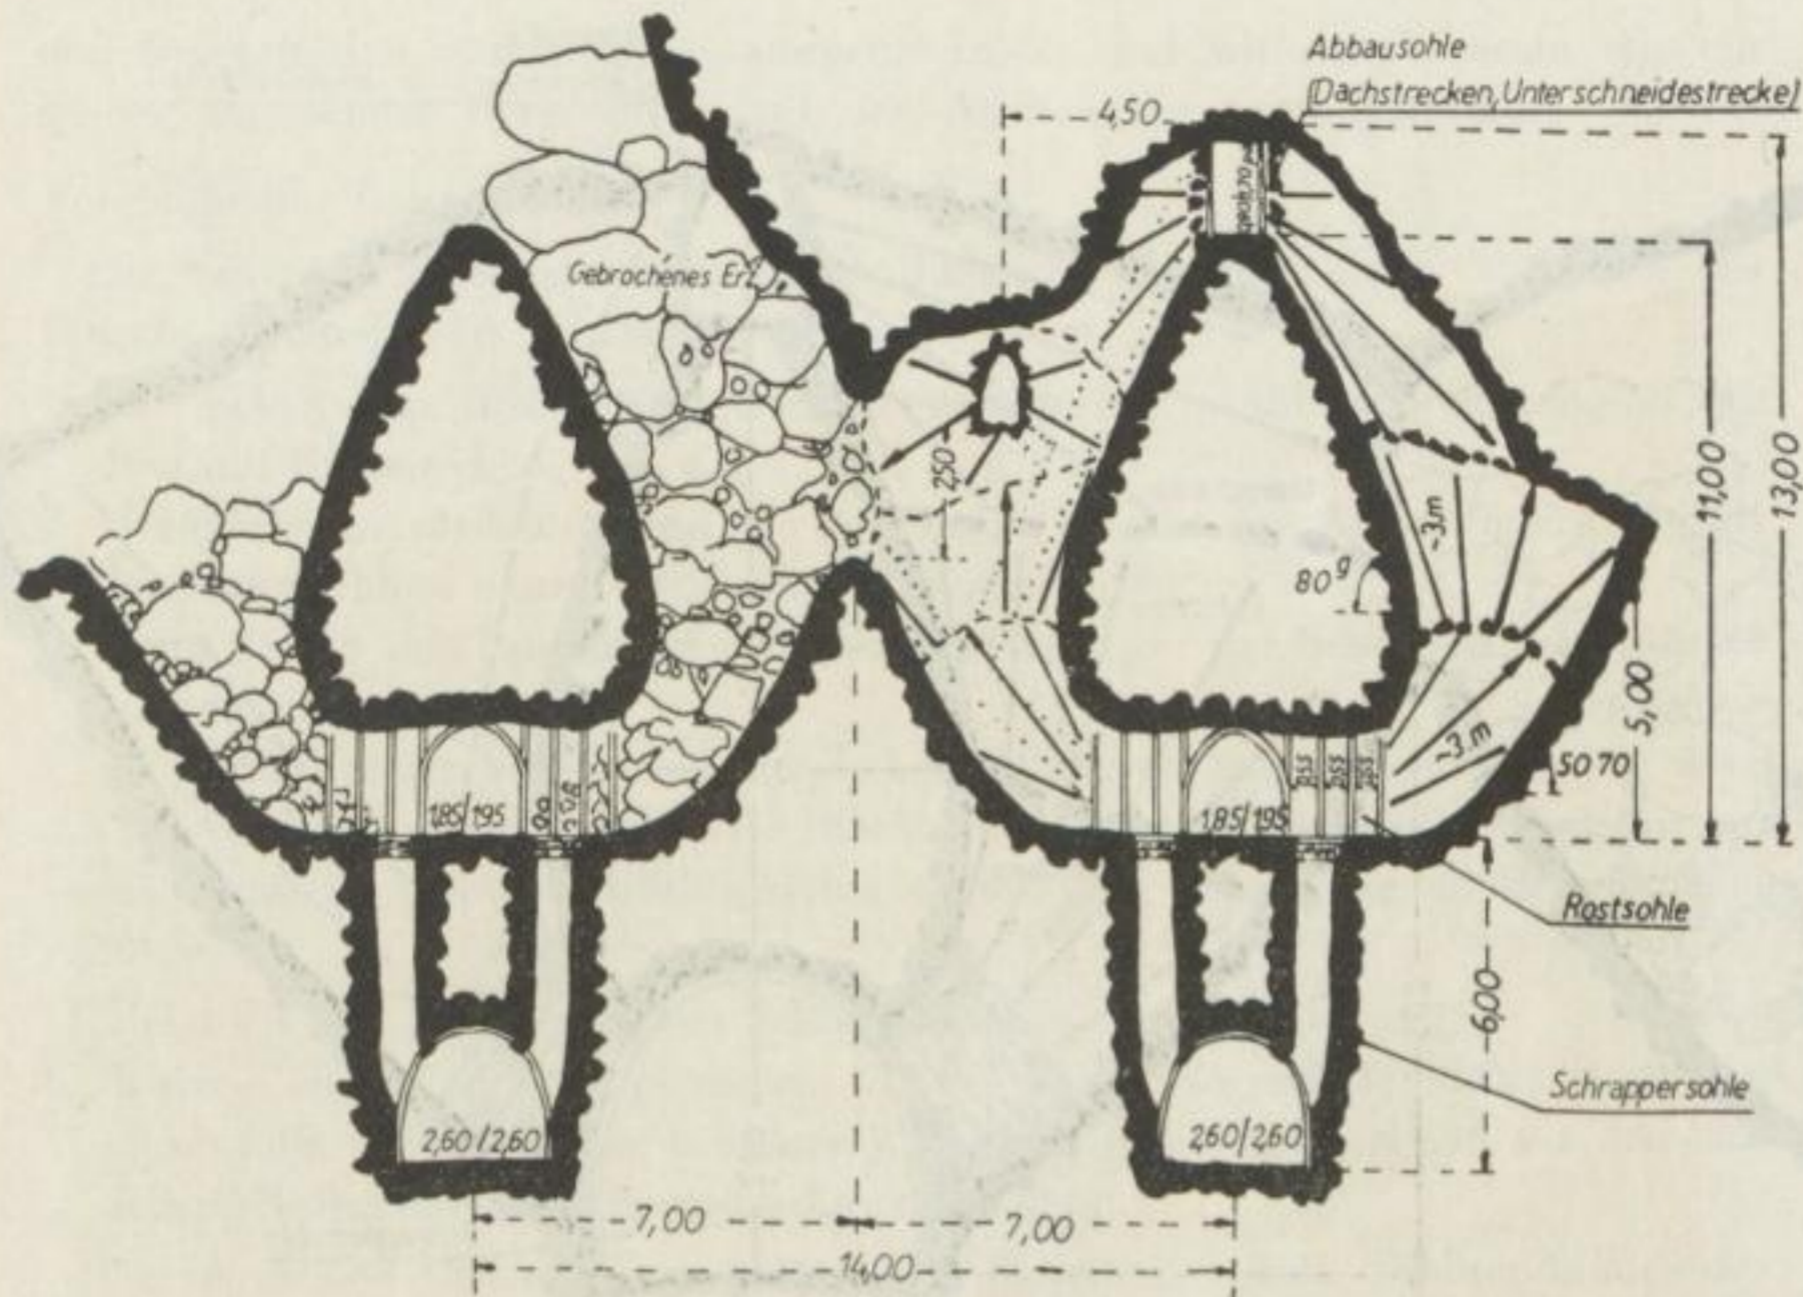 Abbausohle
(Dachstrecken, Unterschneidestrecke)
4,50
Gebrochenes Erz
2,50
~3m
80g
11,00
13,00
5,00
~3m
50 70
1,85/1,95
1,85/1,95
Rostsohle
6,00
Schrappersohle
2,60/2,60
2,60/2,60
7,00
7,00
14,00